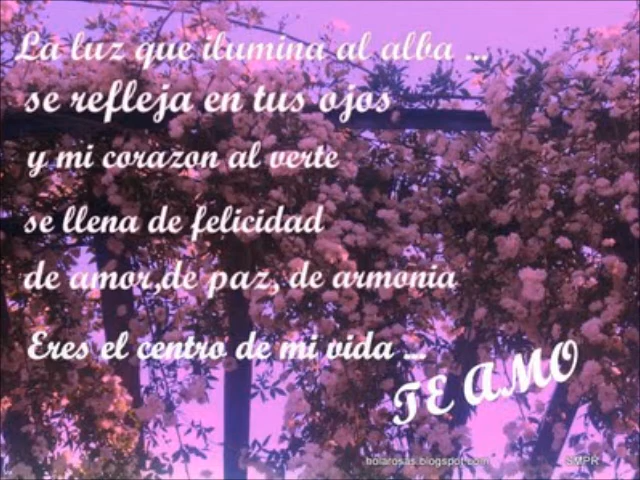 La luz que ilumina al alba ...
se refleja en tus ojos
y mi corazon al verte
se llena de felicidad
de amor,de paz, de armonia
Eres el centro de mi vida ...
TE AMO
bolarosas.blogspot.com
SMPR